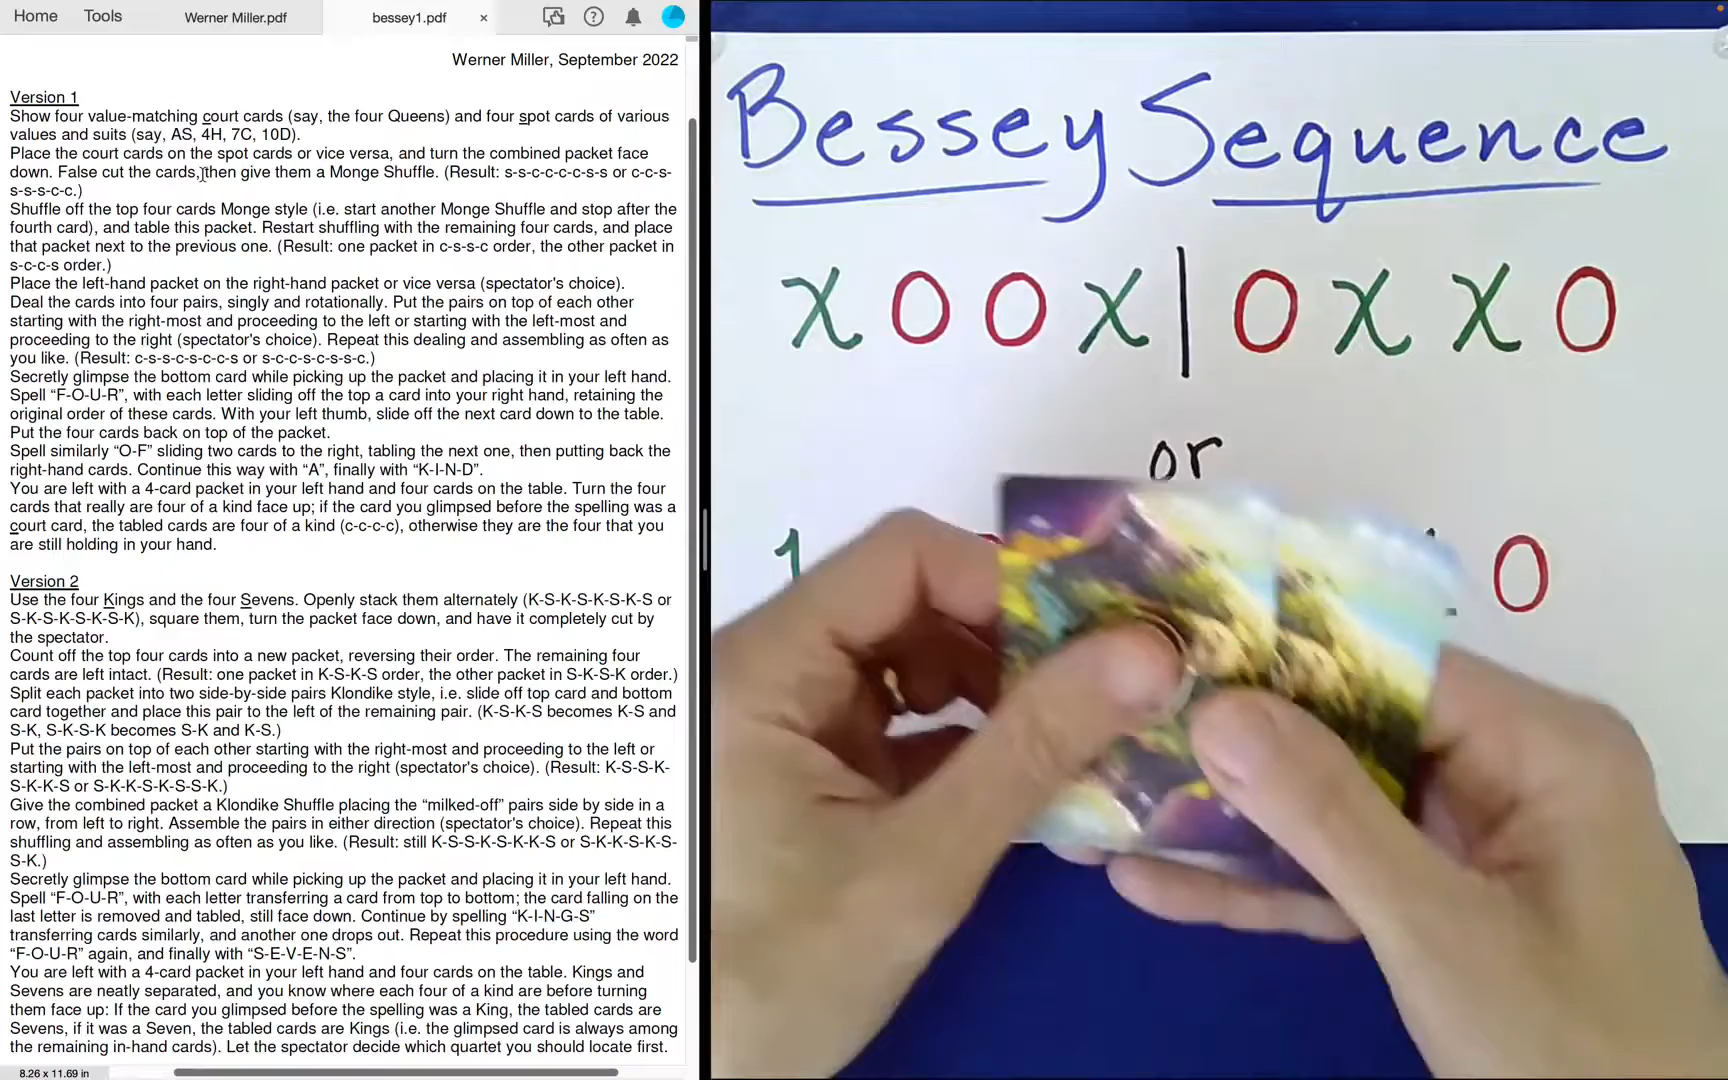 Home Tools Werner Miller.pdf bessey1.pdf ×
Werner Miller, September 2022
Version 1
Show four value-matching court cards (say, the four Queens) and four spot cards of various
values and suits (say, AS, 4H, 7C, 10D).
Place the court cards on the spot cards or vice versa, and turn the combined packet face
down. False cut the cards, then give them a Monge Shuffle. (Result: s-s-c-c-c-c-s-s or c-c-s-
s-s-s-c-c.)
Shuffle off the top four cards Monge style (i.e. start another Monge Shuffle and stop after the
fourth card), and table this packet. Restart shuffling with the remaining four cards, and place
that packet next to the previous one. (Result: one packet in c-s-s-c order, the other packet in
s-c-c-s order.)
Place the left-hand packet on the right-hand packet or vice versa (spectator's choice).
Deal the cards into four pairs, singly and rotationally. Put the pairs on top of each other
starting with the right-most and proceeding to the left or starting with the left-most and
proceeding to the right (spectator's choice). Repeat this dealing and assembling as often as
you like. (Result: c-s-s-c-s-c-c-s or s-c-c-s-c-s-s-c.)
Secretly glimpse the bottom card while picking up the packet and placing it in your left hand.
Spell “F-O-U-R”, with each letter sliding off the top a card into your right hand, retaining the
original order of these cards. With your left thumb, slide off the next card down to the table.
Put the four cards back on top of the packet.
Spell similarly “O-F” sliding two cards to the right, tabling the next one, then putting back the
right-hand cards. Continue this way with “A”, finally with “K-I-N-D”.
You are left with a 4-card packet in your left hand and four cards on the table. Turn the four
cards that really are four of a kind face up; if the card you glimpsed before the spelling was a
court card, the tabled cards are four of a kind (c-c-c-c), otherwise they are the four that you
are still holding in your hand.
Version 2
Use the four Kings and the four Sevens. Openly stack them alternately (K-S-K-S-K-S-K-S or
S-K-S-K-S-K-S-K), square them, turn the packet face down, and have it completely cut by
the spectator.
Count off the top four cards into a new packet, reversing their order. The remaining four
cards are left intact. (Result: one packet in K-S-K-S order, the other packet in S-K-S-K order.)
Split each packet into two side-by-side pairs Klondike style, i.e. slide off top card and bottom
card together and place this pair to the left of the remaining pair. (K-S-K-S becomes K-S and
S-K, S-K-S-K becomes S-K and K-S.)
Put the pairs on top of each other starting with the right-most and proceeding to the left or
starting with the left-most and proceeding to the right (spectator's choice). (Result: K-S-S-K-
S-K-K-S or S-K-K-S-K-S-S-K.)
Give the combined packet a Klondike Shuffle placing the “milked-off” pairs side by side in a
row, from left to right. Assemble the pairs in either direction (spectator's choice). Repeat this
shuffling and assembling as often as you like. (Result: still K-S-S-K-S-K-K-S or S-K-K-S-K-S-
S-K.)
Secretly glimpse the bottom card while picking up the packet and placing it in your left hand.
Spell “F-O-U-R”, with each letter transferring a card from top to bottom; the card falling on the
last letter is removed and tabled, still face down. Continue by spelling “K-I-N-G-S”
transferring cards similarly, and another one drops out. Repeat this procedure using the word
“F-O-U-R” again, and finally with “S-E-V-E-N-S”.
You are left with a 4-card packet in your left hand and four cards on the table. Kings and
Sevens are neatly separated, and you know where each four of a kind are before turning
them face up: If the card you glimpsed before the spelling was a King, the tabled cards are
Sevens, if it was a Seven, the tabled cards are Kings (i.e. the glimpsed card is always among
the remaining in-hand cards). Let the spectator decide which quartet you should locate first.
8.26 x 11.69 in
Bessey Sequence
X O O X | O X X O
or
O